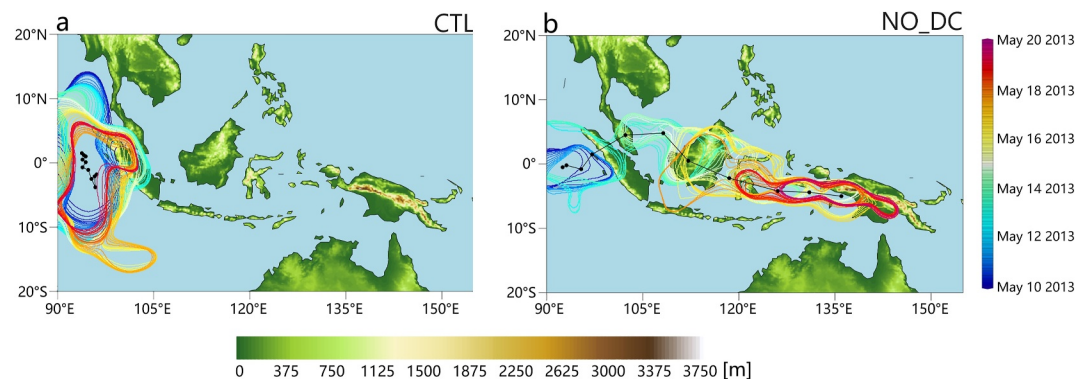 a CTL
b NO_DC
20°N
10°N
0°
10°S
20°S
90°E 105°E 120°E 135°E 150°E
20°N
10°N
0°
10°S
20°S
90°E 105°E 120°E 135°E 150°E
May 20 2013
May 18 2013
May 16 2013
May 14 2013
May 12 2013
May 10 2013
0 375 750 1125 1500 1875 2250 2625 3000 3375 3750 [m]